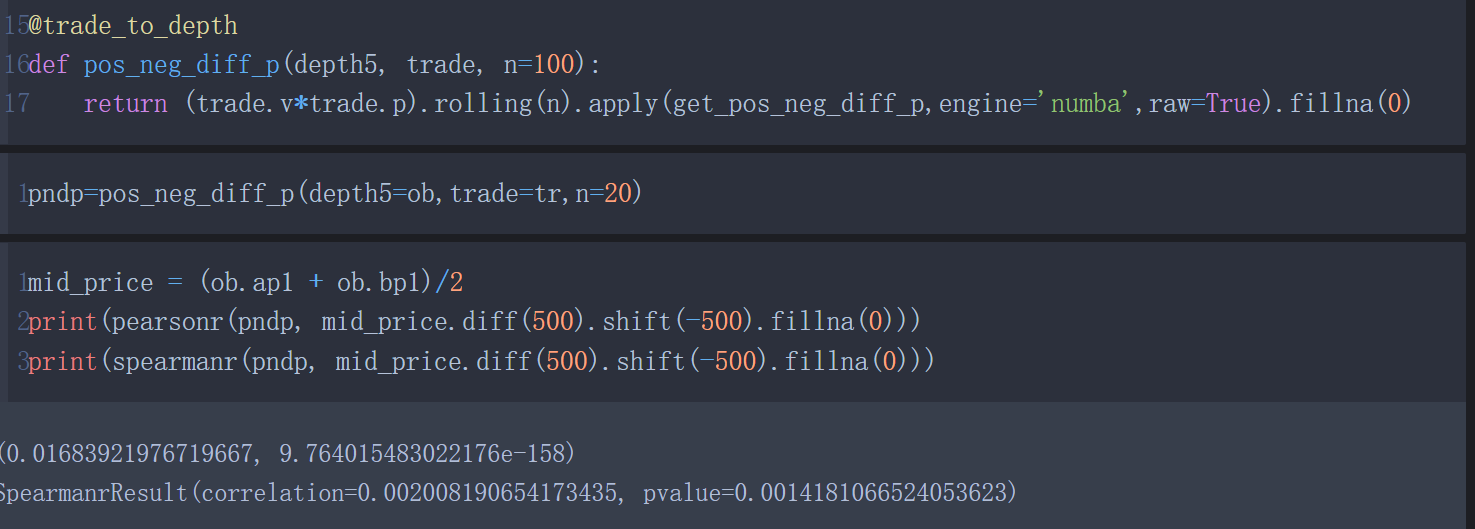 15@trade_to_depth
16def pos_neg_diff_p(depth5, trade, n=100):
17    return (trade.v*trade.p).rolling(n).apply(get_pos_neg_diff_p,engine='numba',raw=True).fillna(0)
1pndp=pos_neg_diff_p(depth5=ob,trade=tr,n=20)
1mid_price = (ob.ap1 + ob.bp1)/2
2print(pearsonr(pndp, mid_price.diff(500).shift(-500).fillna(0)))
3print(spearmanr(pndp, mid_price.diff(500).shift(-500).fillna(0)))
(0.01683921976719667, 9.764015483022176e-158)
SpearmanrResult(correlation=0.002008190654173435, pvalue=0.0014181066524053623)